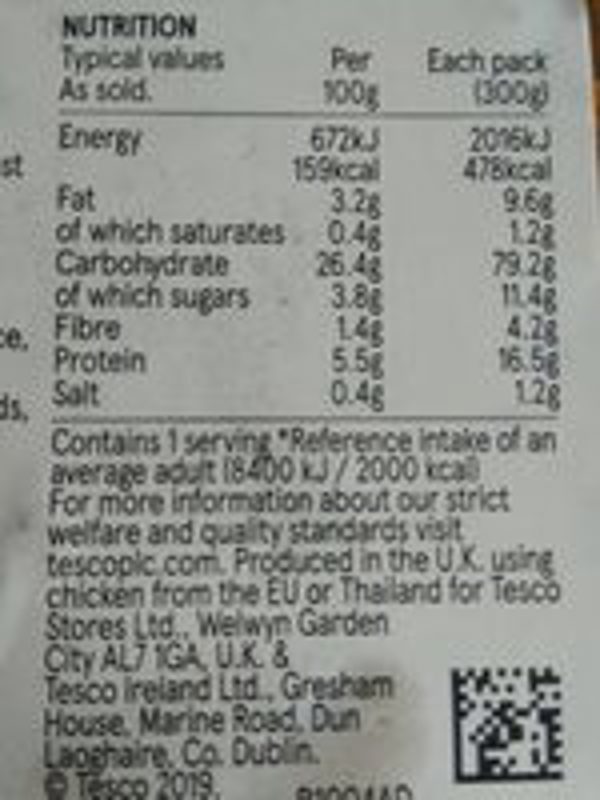 NUTRITION
Typical values Per Each pack
As sold. 100g (300g)
Energy 672kJ 2016kJ
st 159kcal 478kcal
Fat 3.2g 9.6g
of which saturates 0.4g 1.2g
Carbohydrate 26.4g 79.2g
of which sugars 3.8g 11.4g
ce, Fibre 1.4g 4.2g
Protein 5.5g 16.5g
ds, Salt 0.4g 1.2g
Contains 1 serving *Reference intake of an
average adult (8400 kJ / 2000 kcal)
For more information about our strict
welfare and quality standards visit
tescoplc.com. Produced in the U.K. using
chicken from the EU or Thailand for Tesco
Stores Ltd., Welwyn Garden
City AL7 1GA, U.K. &
Tesco Ireland Ltd., Gresham
House, Marine Road, Dun
Laoghaire, Co. Dublin.
© Tesco 2019.